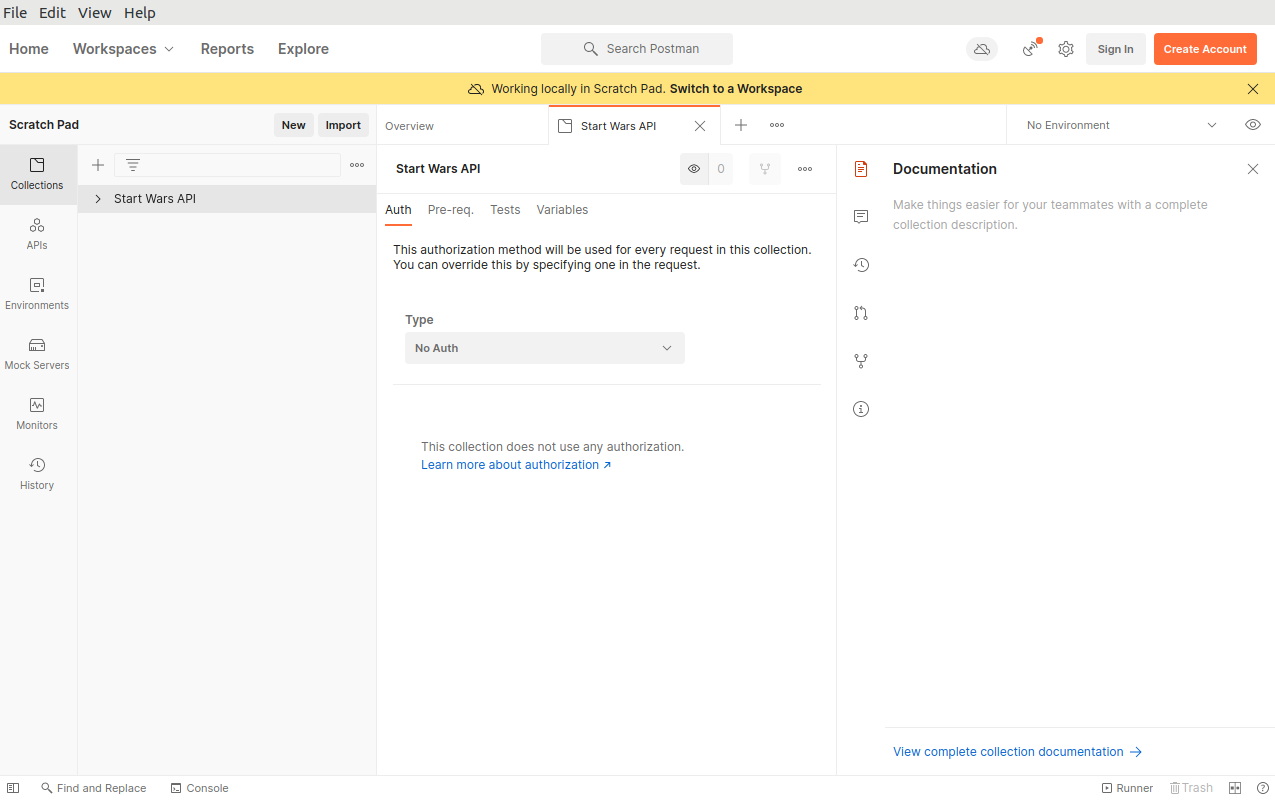 File Edit View Help
Home Workspaces Reports Explore Search Postman Sign In Create Account
Working locally in Scratch Pad. Switch to a Workspace
Scratch Pad New Import Overview Start Wars API No Environment
Collections
APIs
Environments
Mock Servers
Monitors
History
Start Wars API
Start Wars API 0
Auth Pre-req. Tests Variables
This authorization method will be used for every request in this collection.
You can override this by specifying one in the request.
Type
No Auth
This collection does not use any authorization.
Learn more about authorization
Documentation
Make things easier for your teammates with a complete
collection description.
View complete collection documentation
Find and Replace Console Runner Trash